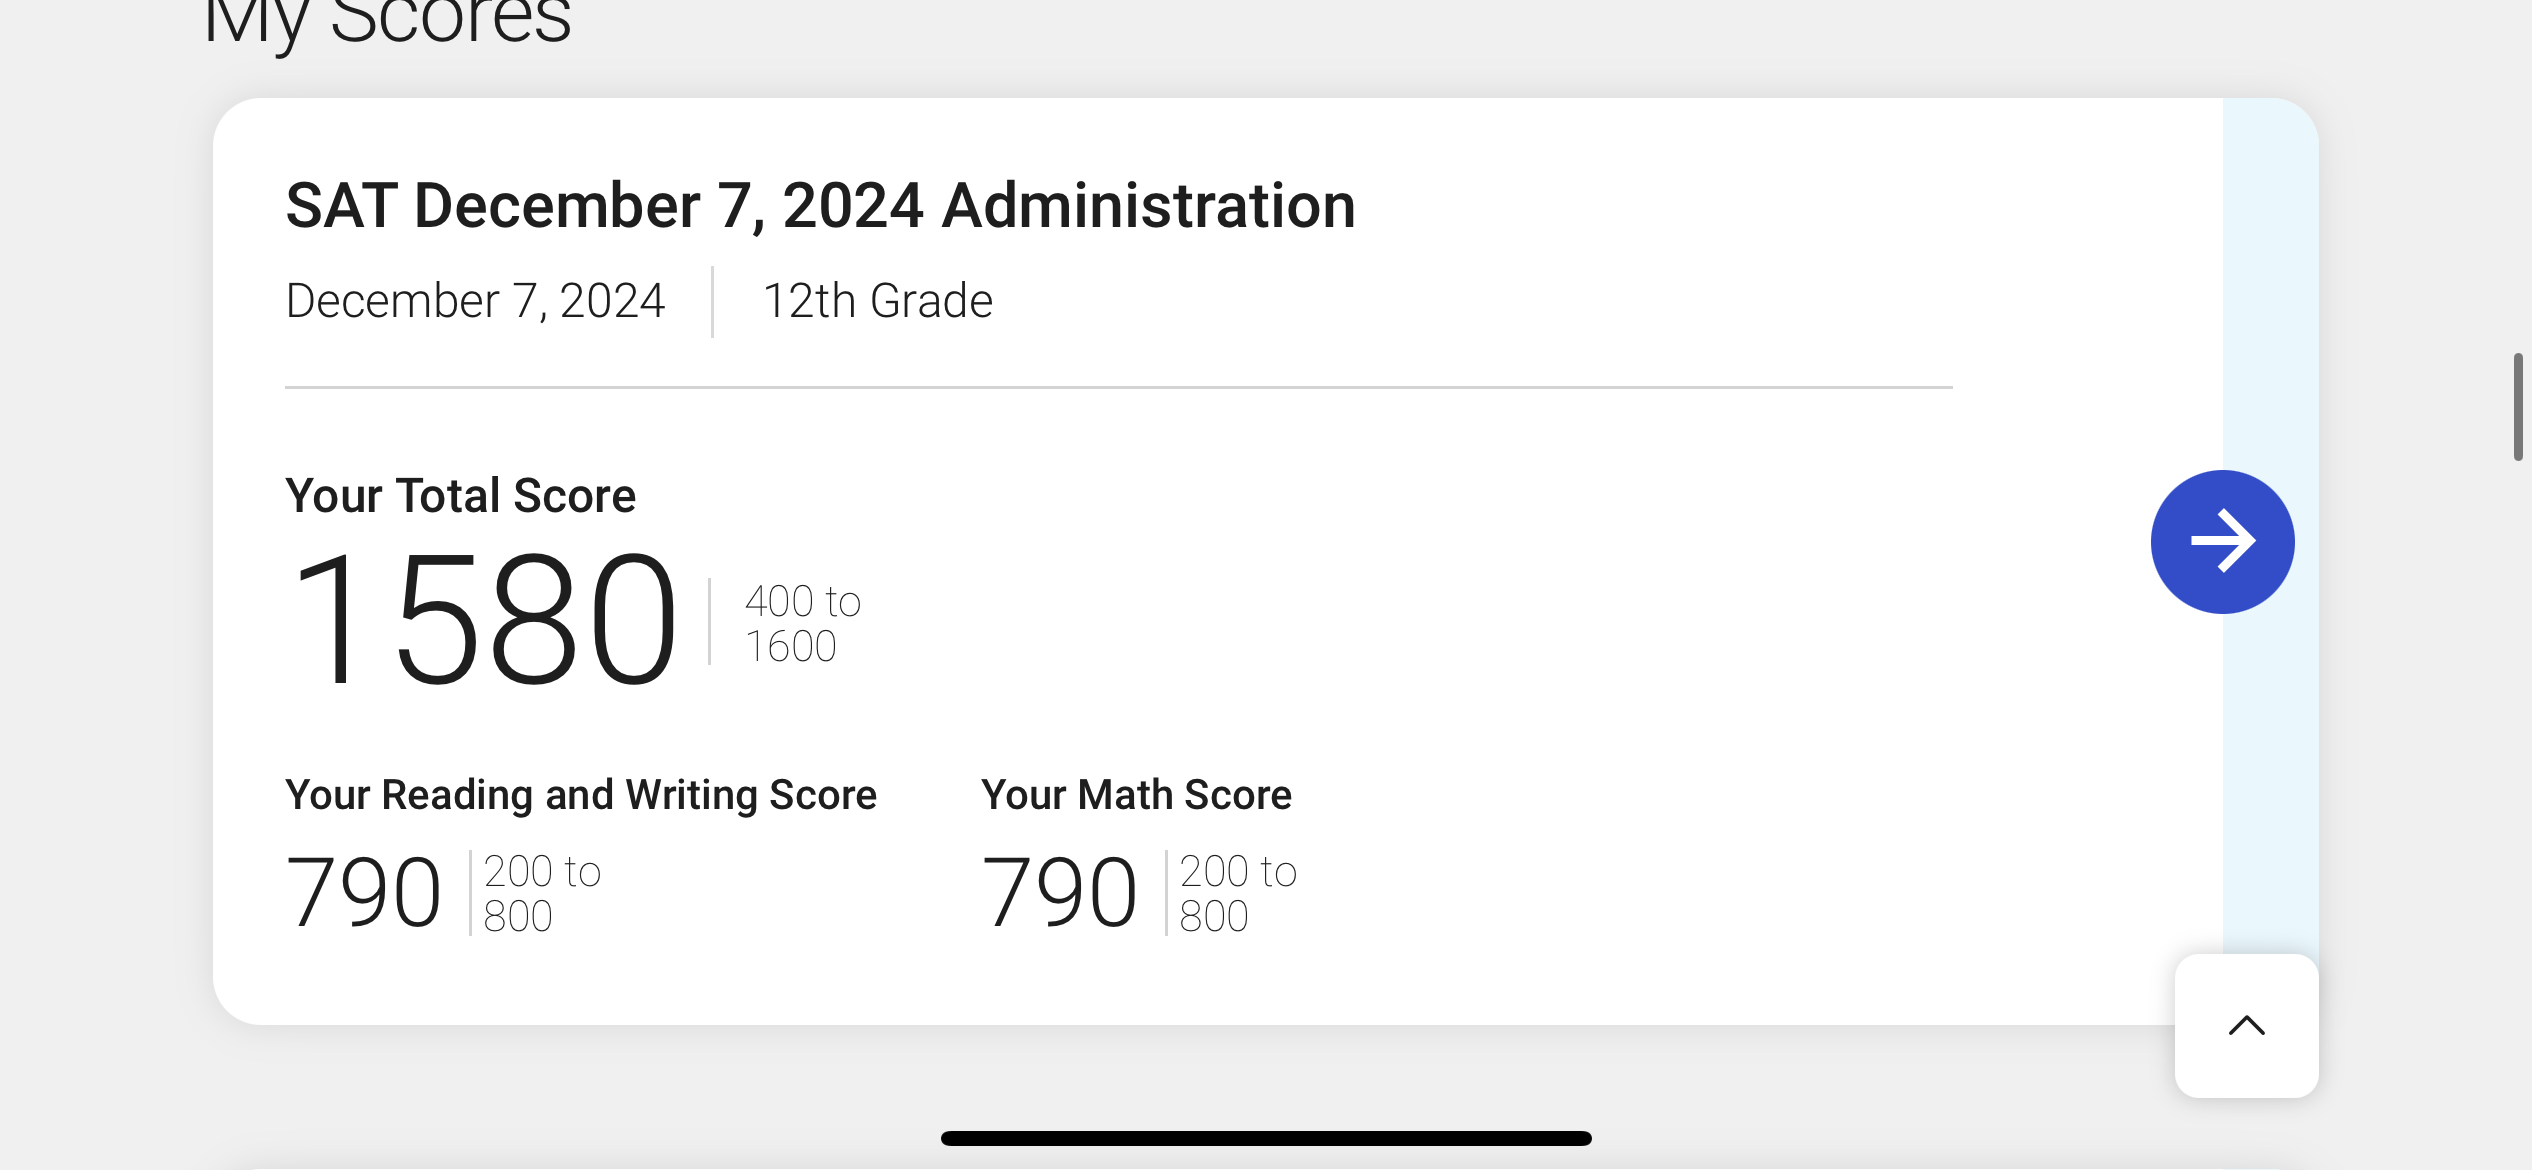 My Scores
SAT December 7, 2024 Administration
December 7, 2024 12th Grade
Your Total Score
1580
400 to
1600
Your Reading and Writing Score
790
200 to
800
Your Math Score
790
200 to
800